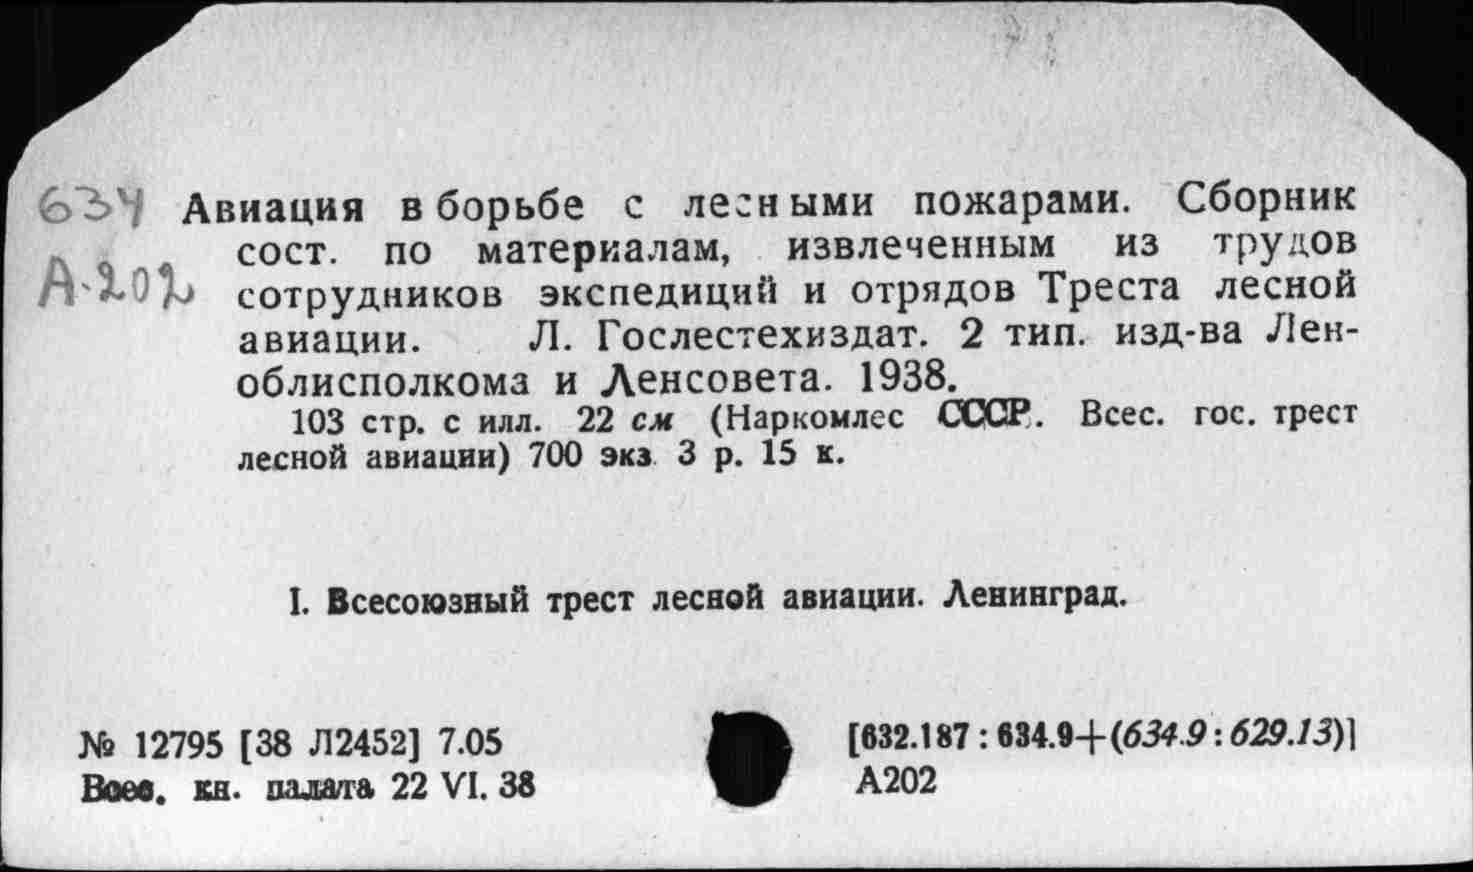 634 Авиация в борьбе с лесными пожарами. Сборник
сост. по материалам, извлеченным из трудов
А-202 сотрудников экспедиций и отрядов Треста лесной
авиации. Л. Гослестехиздат. 2 тип. изд-ва Лен-
облисполкома и Ленсовета. 1938.
103 стр. с илл. 22 см (Наркомлес СССР. Всес. гос. трест
лесной авиации) 700 экз. 3 р. 15 к.
I. Всесоюзный трест лесной авиации. Ленинград.
№ 12795 [38 Л2452] 7.05
Всес. кн. палата 22 VI. 38
[632.187 : 634.9+(634.9 : 629.13)]
А202